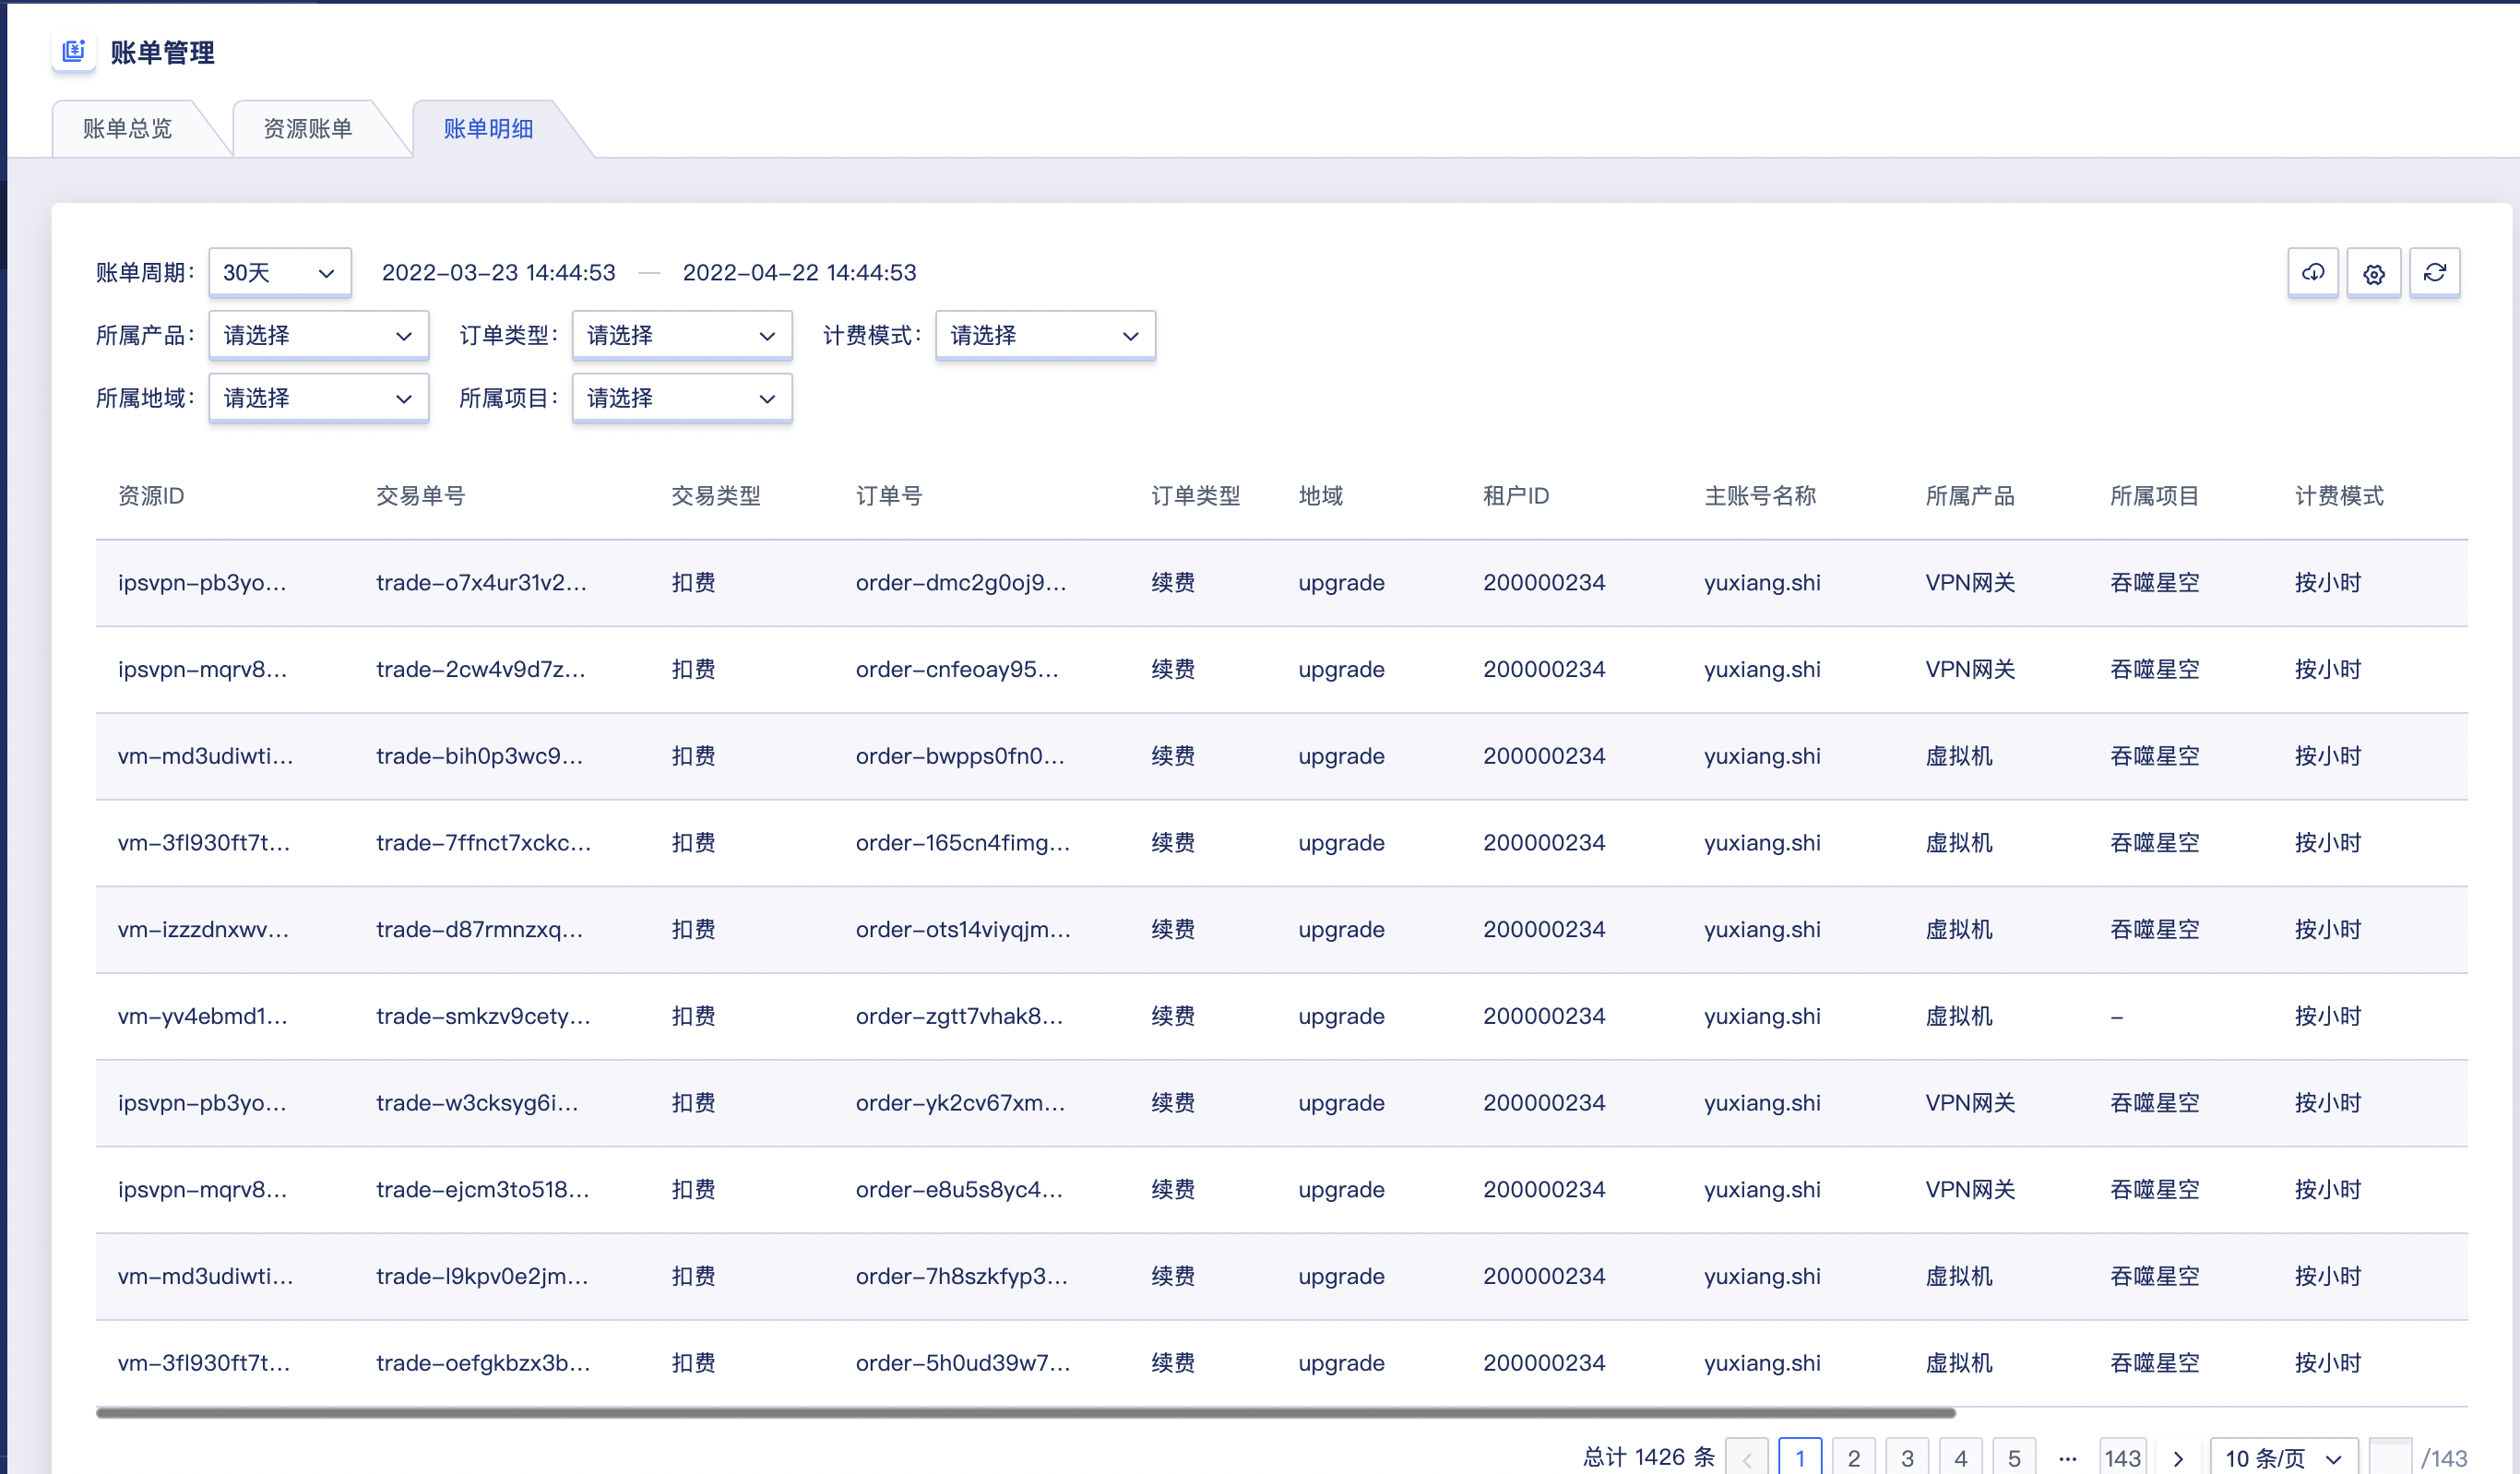 账单管理
账单总览 资源账单 账单明细
账单周期： 30天 2022-03-23 14:44:53 — 2022-04-22 14:44:53
所属产品： 请选择 订单类型： 请选择 计费模式： 请选择
所属地域： 请选择 所属项目： 请选择
资源ID 交易单号 交易类型 订单号 订单类型 地域 租户ID 主账号名称 所属产品 所属项目 计费模式
ipsvpn-pb3yo... trade-o7x4ur31v2... 扣费 order-dmc2g0oj9... 续费 upgrade 200000234 yuxiang.shi VPN网关 吞噬星空 按小时
ipsvpn-mqrv8... trade-2cw4v9d7z... 扣费 order-cnfeoay95... 续费 upgrade 200000234 yuxiang.shi VPN网关 吞噬星空 按小时
vm-md3udiwti... trade-bih0p3wc9... 扣费 order-bwpps0fn0... 续费 upgrade 200000234 yuxiang.shi 虚拟机 吞噬星空 按小时
vm-3fl930ft7t... trade-7ffnct7xckc... 扣费 order-165cn4fimg... 续费 upgrade 200000234 yuxiang.shi 虚拟机 吞噬星空 按小时
vm-izzzdnxwv... trade-d87rmnzxq... 扣费 order-ots14viyqjm... 续费 upgrade 200000234 yuxiang.shi 虚拟机 吞噬星空 按小时
vm-yv4ebmd1... trade-smkzv9cety... 扣费 order-zgtt7vhak8... 续费 upgrade 200000234 yuxiang.shi 虚拟机 - 按小时
ipsvpn-pb3yo... trade-w3cksyg6i... 扣费 order-yk2cv67xm... 续费 upgrade 200000234 yuxiang.shi VPN网关 吞噬星空 按小时
ipsvpn-mqrv8... trade-ejcm3to518... 扣费 order-e8u5s8yc4... 续费 upgrade 200000234 yuxiang.shi VPN网关 吞噬星空 按小时
vm-md3udiwti... trade-l9kpv0e2jm... 扣费 order-7h8szkfyp3... 续费 upgrade 200000234 yuxiang.shi 虚拟机 吞噬星空 按小时
vm-3fl930ft7t... trade-oefgkbzx3b... 扣费 order-5h0ud39w7... 续费 upgrade 200000234 yuxiang.shi 虚拟机 吞噬星空 按小时
总计 1426 条 1 2 3 4 5 ... 143 10 条/页 /143